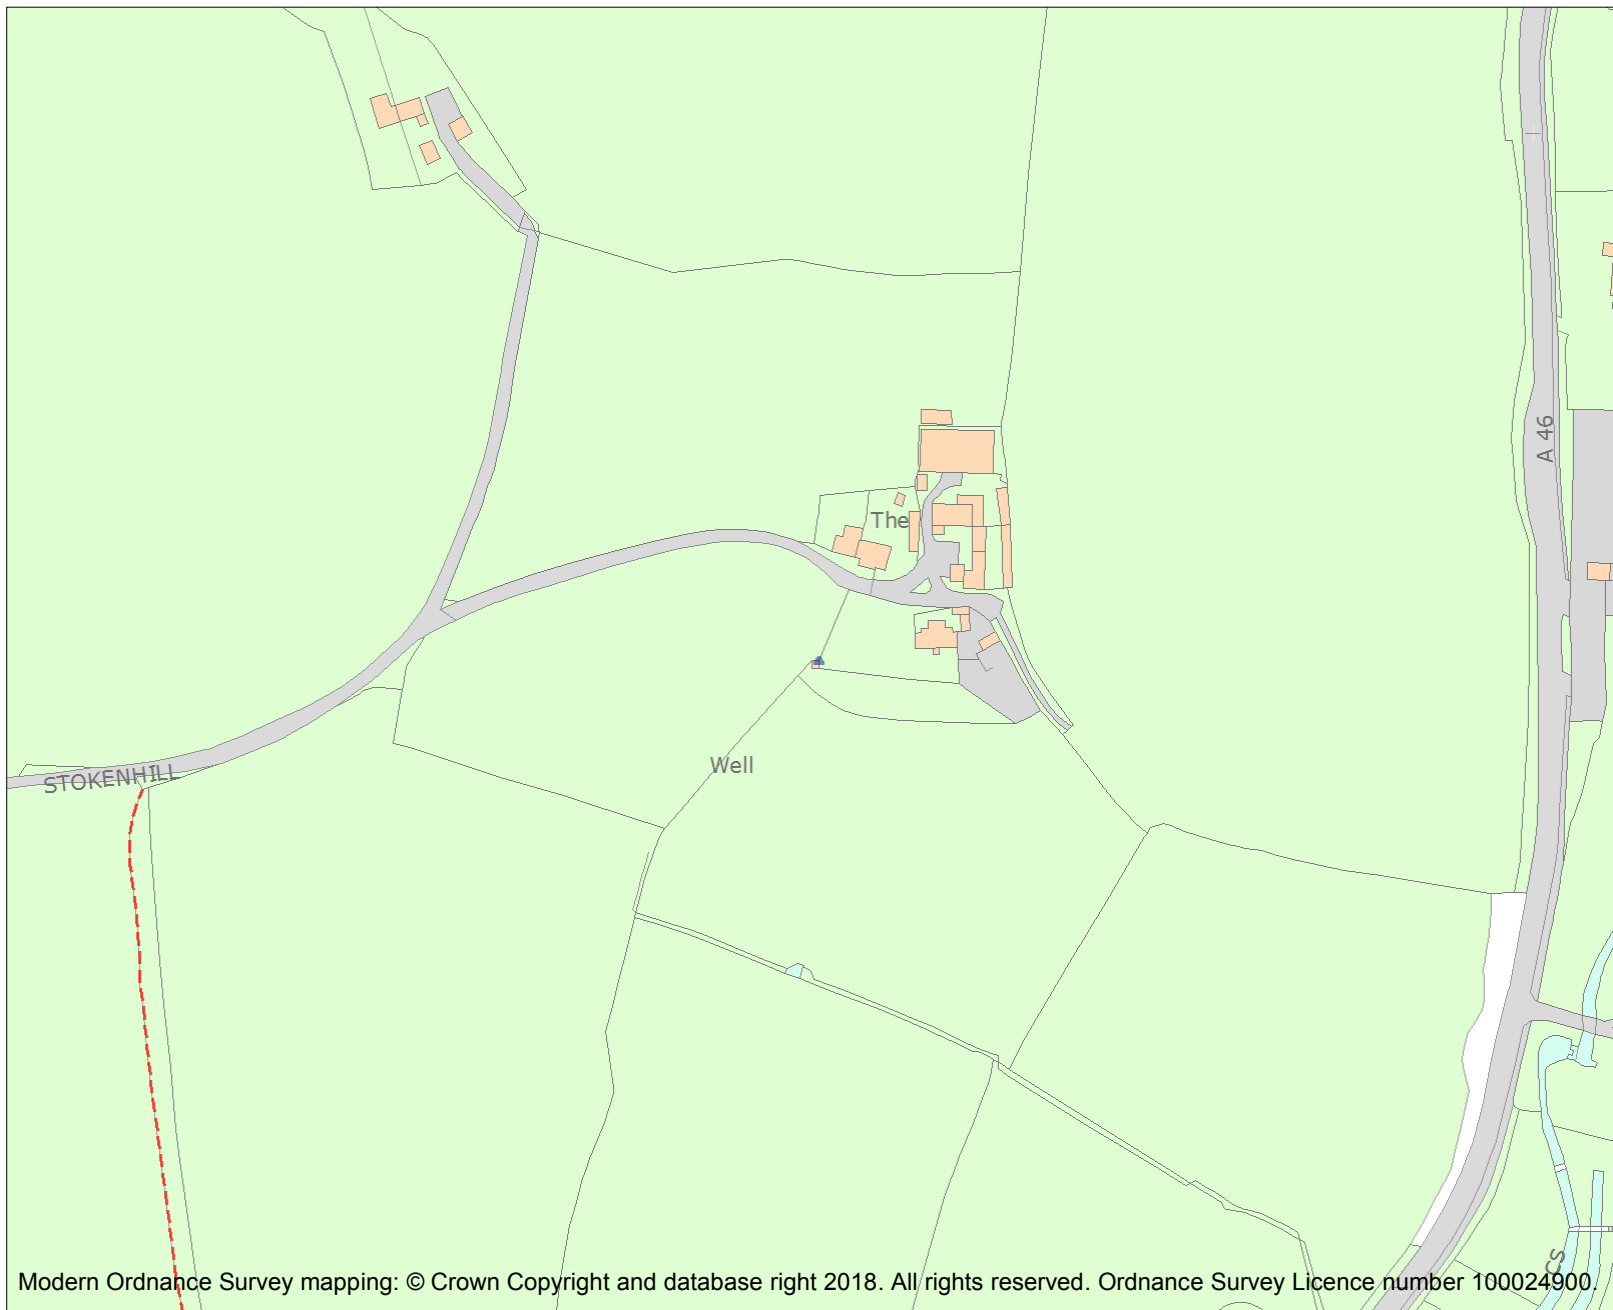 A 46
The
Well
STOKENHILL
CS
Modern Ordnance Survey mapping: © Crown Copyright and database right 2018. All rights reserved. Ordnance Survey Licence number 100024900.